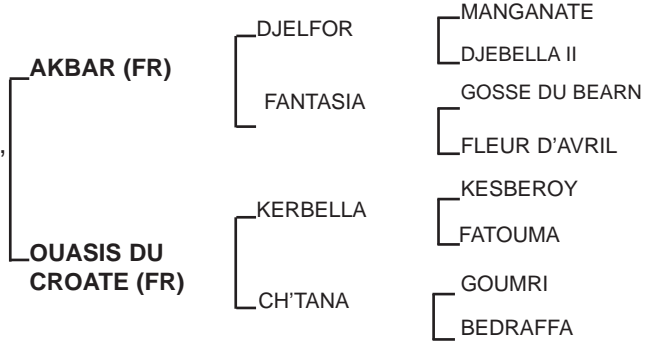 MANGANATE
DJELFOR
DJEBELLA II
AKBAR (FR)
GOSSE DU BEARN
FANTASIA
FLEUR D'AVRIL
,
KESBEROY
KERBELLA
FATOUMA
OUASIS DU
CROATE (FR)
GOUMRI
CH'TANA
BEDRAFFA